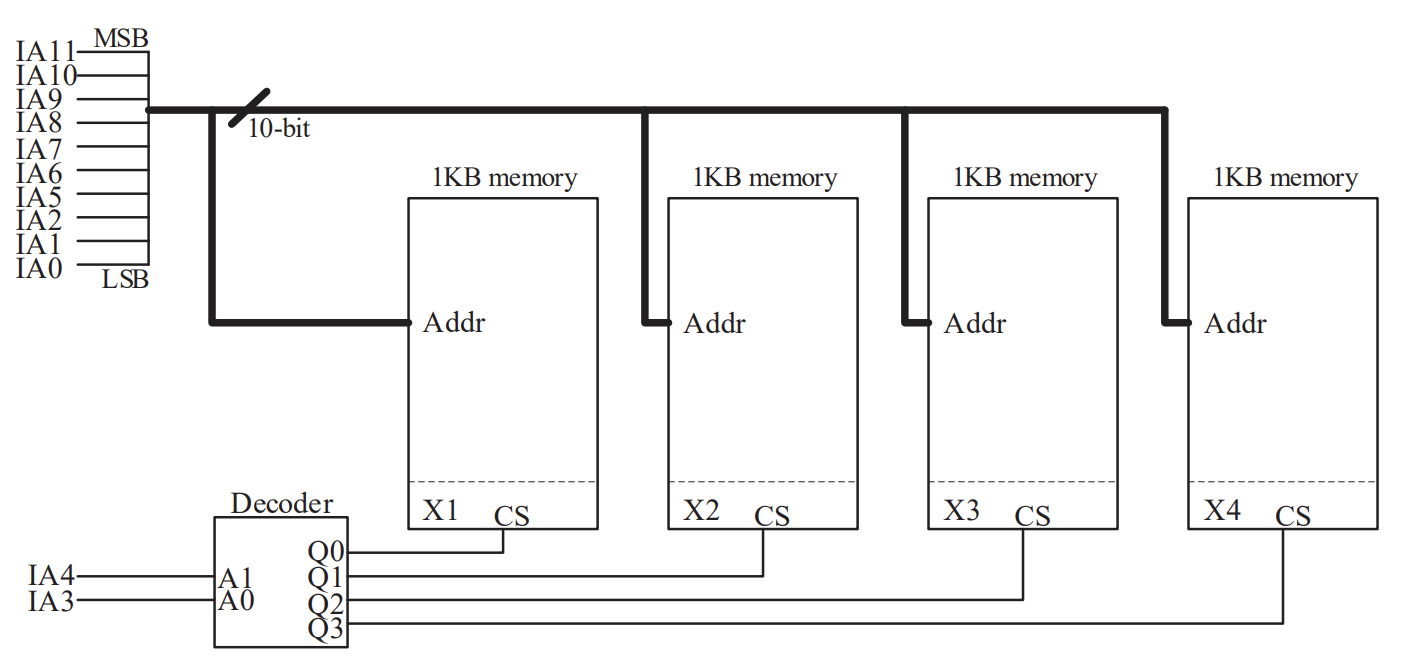 MSB
IA11
IA10
IA9
IA8
IA7
IA6
IA5
IA2
IA1
IA0
LSB
10-bit
1KB memory 1KB memory 1KB memory 1KB memory
Addr Addr Addr Addr
X1 CS X2 CS X3 CS X4 CS
Decoder
IA4
IA3
A1
A0
Q0
Q1
Q2
Q3